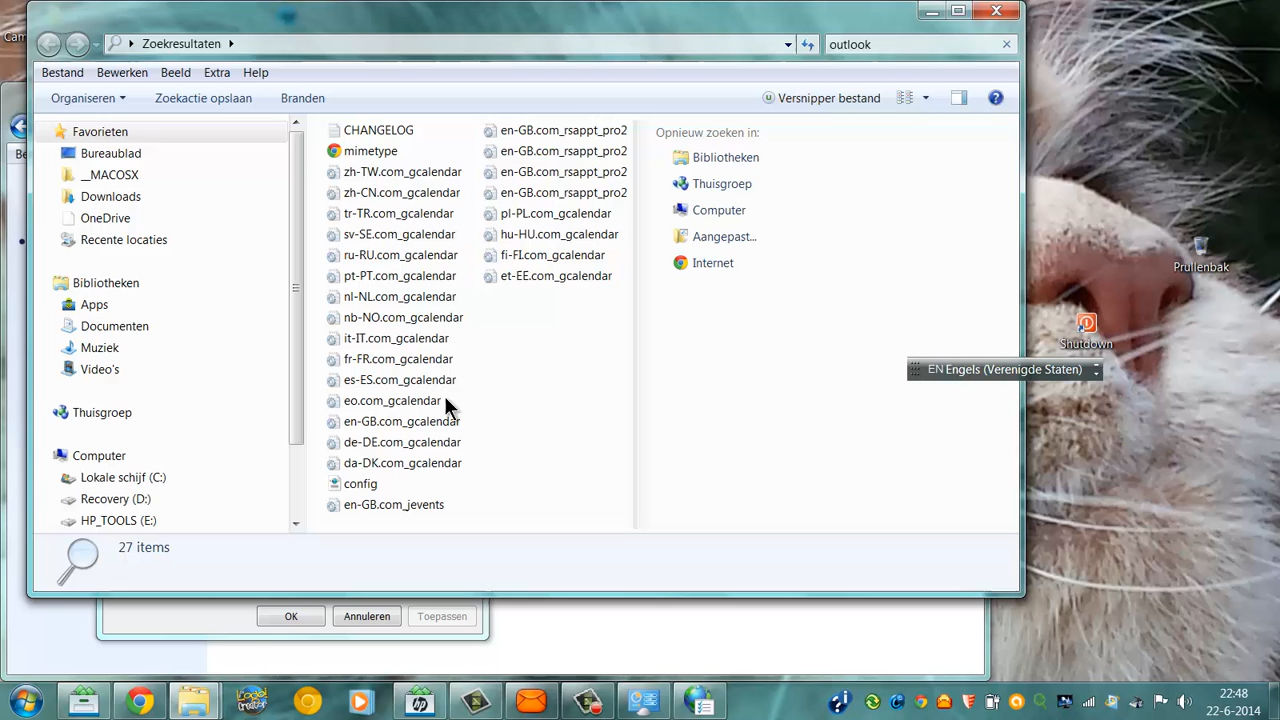 Cam
Zoekresultaten
outlook
Bestand Bewerken Beeld Extra Help
Organiseren Zoekactie opslaan Branden Versnipper bestand
Favorieten
Bureaublad
__MACOSX
Downloads
OneDrive
Recente locaties
Bibliotheken
Apps
Documenten
Muziek
Video's
Thuisgroep
Computer
Lokale schijf (C:)
Recovery (D:)
HP_TOOLS (E:)
CHANGELOG
mimetype
zh-TW.com_gcalendar
zh-CN.com_gcalendar
tr-TR.com_gcalendar
sv-SE.com_gcalendar
ru-RU.com_gcalendar
pt-PT.com_gcalendar
nl-NL.com_gcalendar
nb-NO.com_gcalendar
it-IT.com_gcalendar
fr-FR.com_gcalendar
es-ES.com_gcalendar
eo.com_gcalendar
en-GB.com_gcalendar
de-DE.com_gcalendar
da-DK.com_gcalendar
config
en-GB.com_jevents
en-GB.com_rsappt_pro2
en-GB.com_rsappt_pro2
en-GB.com_rsappt_pro2
en-GB.com_rsappt_pro2
pl-PL.com_gcalendar
hu-HU.com_gcalendar
fi-FI.com_gcalendar
et-EE.com_gcalendar
Opnieuw zoeken in:
Bibliotheken
Thuisgroep
Computer
Aangepast...
Internet
27 items
OK Annuleren Toepassen
Prullenbak
Shutdown
EN Engels (Verenigde Staten)
22:48
22-6-2014